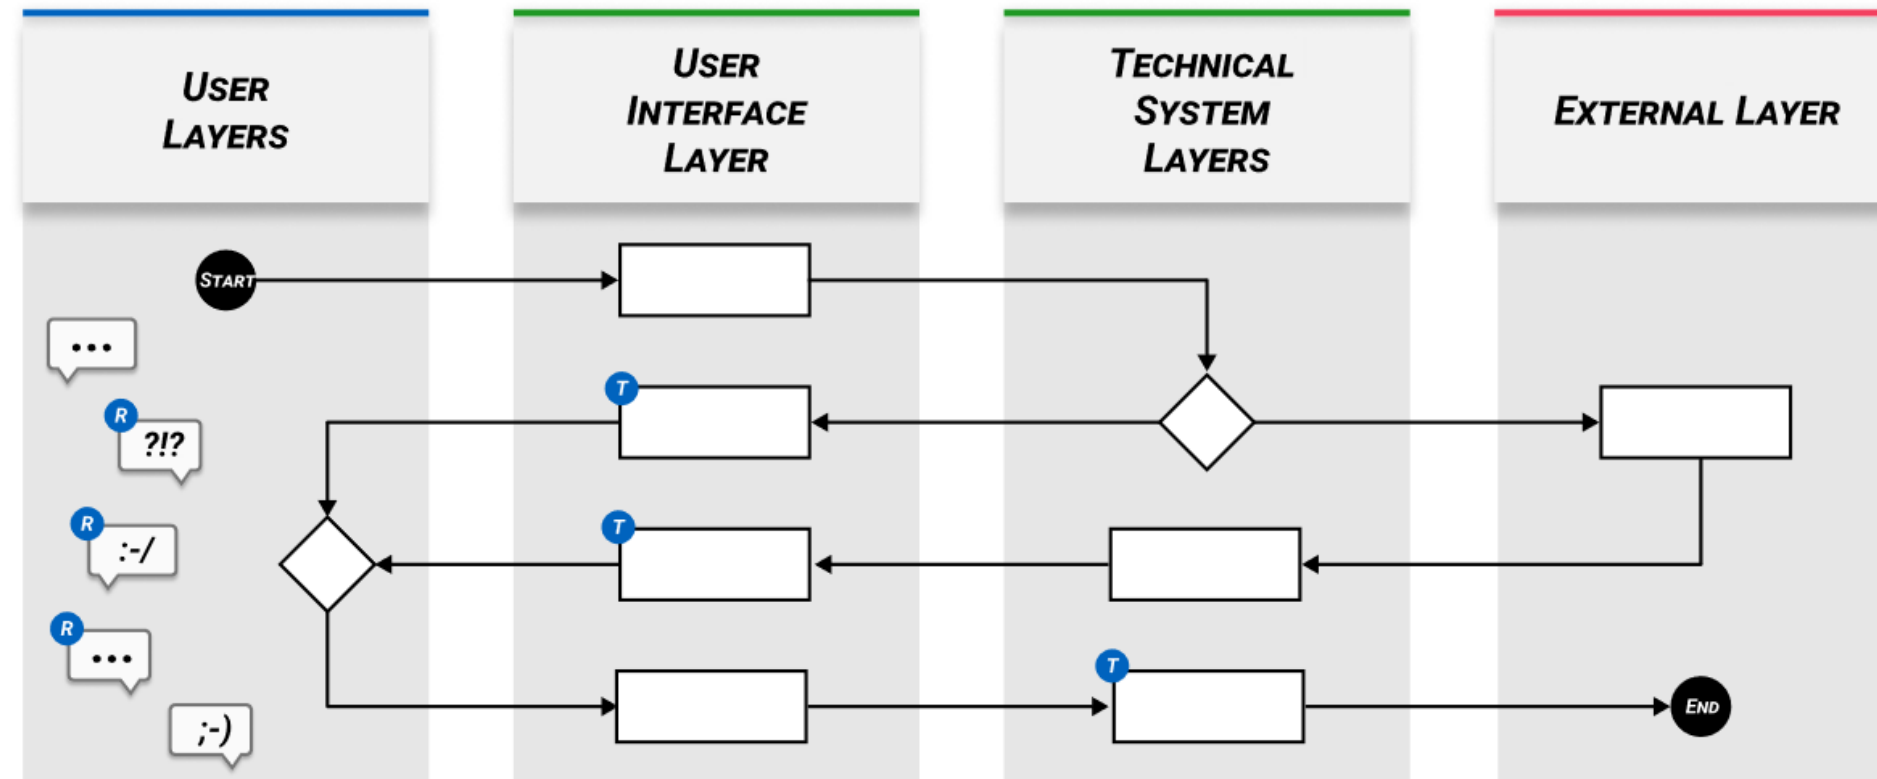 USER
LAYERS
USER
INTERFACE
LAYER
TECHNICAL
SYSTEM
LAYERS
EXTERNAL LAYER
START
•••
T
R
?!?
T
R
:-/
R
•••
T
;-)
END